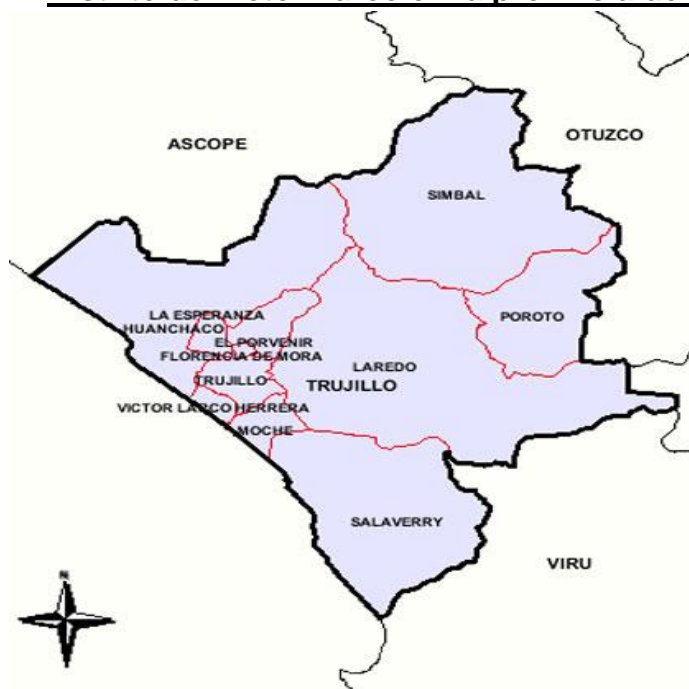 ASCOPE
OTUZCO
SIMBAL
LA ESPERANZA
HUANCHACO
POROTO
EL PORVENIR
FLORENCIA DE MORA
LAREDO
TRUJILLO
TRUJILLO
VICTOR LARCO HERRERA
MOCHE
SALAVERRY
VIRU
N